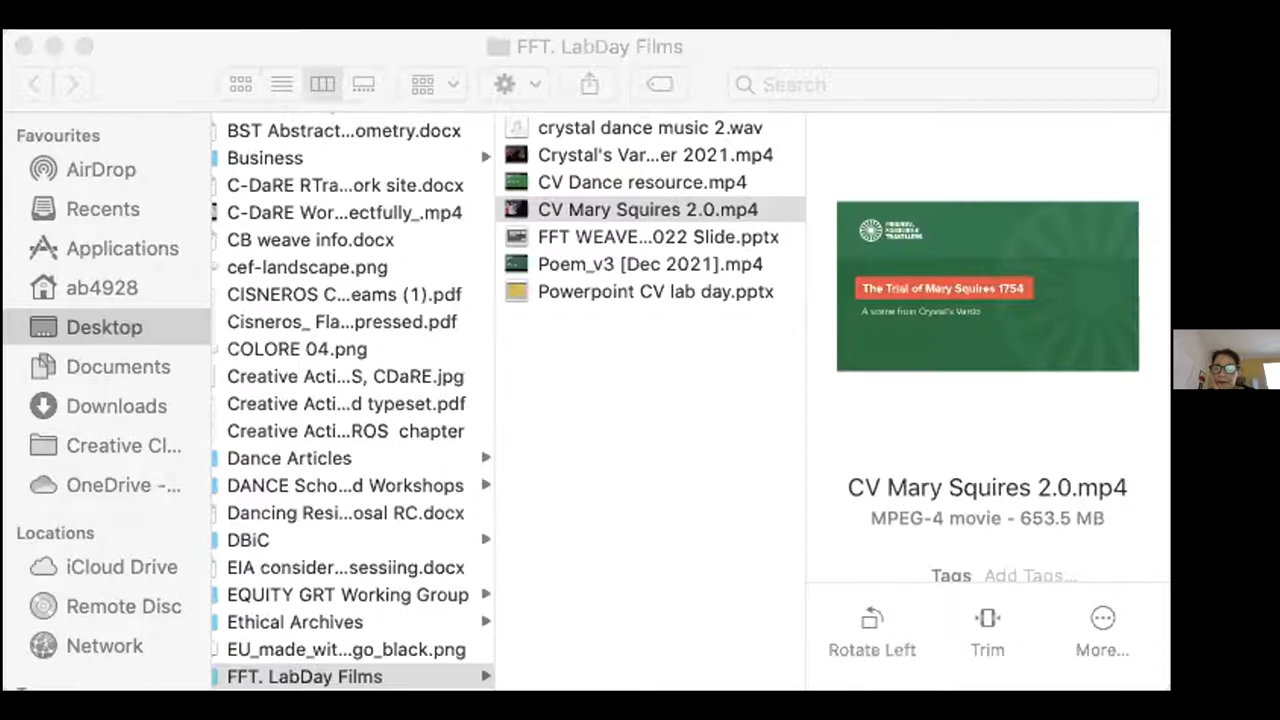 FFT. LabDay Films
Search
Favourites
AirDrop
Recents
Applications
ab4928
Desktop
Documents
Downloads
Creative Cl...
OneDrive -...
Locations
iCloud Drive
Remote Disc
Network
BST Abstract...ometry.docx
Business
C-DaRE RTra...ork site.docx
C-DaRE Wor...ectfully_.mp4
CB weave info.docx
cef-landscape.png
CISNEROS C...eams (1).pdf
Cisneros_ Fla...pressed.pdf
COLORE 04.png
Creative Acti...S, CDaRE.jpg
Creative Acti...d typeset.pdf
Creative Acti...ROS chapter
Dance Articles
DANCE Scho...d Workshops
Dancing Resi...osal RC.docx
DBiC
EIA consider...sessiing.docx
EQUITY GRT Working Group
Ethical Archives
EU_made_wit...go_black.png
FFT. LabDay Films
crystal dance music 2.wav
Crystal's Var...er 2021.mp4
CV Dance resource.mp4
CV Mary Squires 2.0.mp4
FFT WEAVE...022 Slide.pptx
Poem_v3 [Dec 2021].mp4
Powerpoint CV lab day.pptx
FRIENDS,
FAMILIES &
TRAVELLERS
The Trial of Mary Squires 1754
A scene from Crystal's Vardo
CV Mary Squires 2.0.mp4
MPEG-4 movie - 653.5 MB
Tags Add Tags...
Rotate Left
Trim
More...